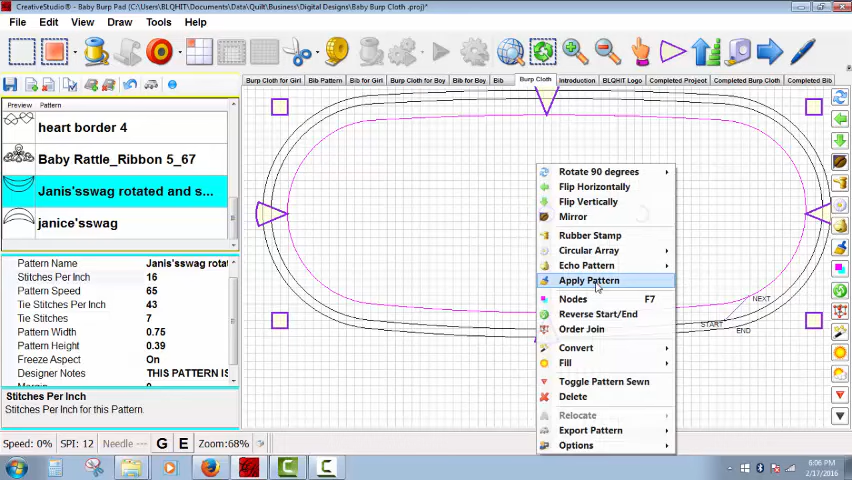 CreativeStudio® - Baby Burp Pad (C:\Users\BLQHIT\Documents\Data\Quilt\Business\Digital Designs\Baby Burp Cloth .proj)*
File Edit View Draw Tools Help
Burp Cloth for Girl Bib Pattern Bib for Girl Burp Cloth for Boy Bib for Boy Bib Burp Cloth Introduction BLQHIT Logo Completed Project Completed Burp Cloth Completed Bib
Preview Pattern
heart border 4
Baby Rattle_Ribbon 5_67
Janis'sswag rotated and s...
janice'sswag
Pattern Name Janis'sswag rotat
Stitches Per Inch 16
Pattern Speed 65
Tie Stitches Per Inch 43
Tie Stitches 7
Pattern Width 0.75
Pattern Height 0.39
Freeze Aspect On
Designer Notes THIS PATTERN IS
Stitches Per Inch
Stitches Per Inch for this Pattern.
Rotate 90 degrees
Flip Horizontally
Flip Vertically
Mirror
Rubber Stamp
Circular Array
Echo Pattern
Apply Pattern
Nodes F7
Reverse Start/End
Order Join
Convert
Fill
Toggle Pattern Sewn
Delete
Relocate
Export Pattern
Options
NEXT
START
END
Speed: 0% SPI: 12 Needle --- G E Zoom:68%
6:06 PM
2/17/2016